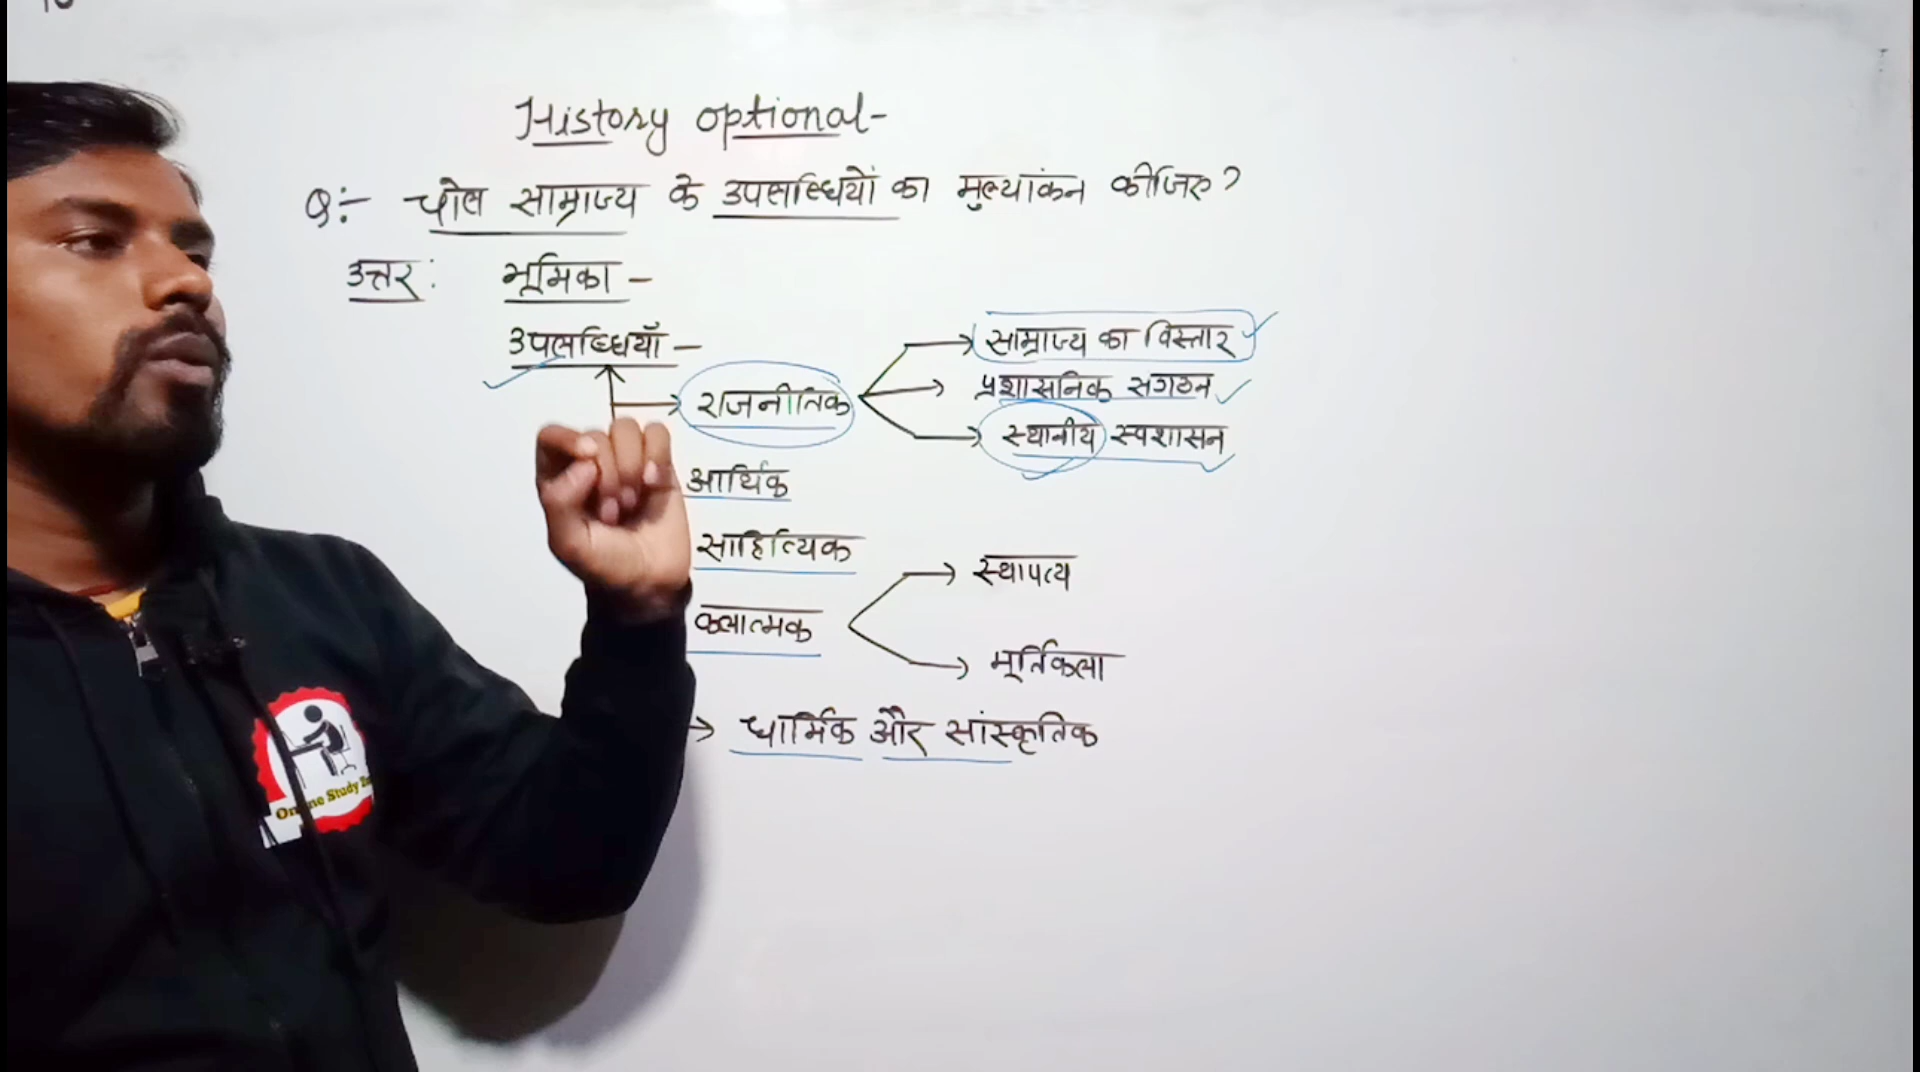 History optional-
Q:- चोल साम्राज्य के उपलब्धियों का मुल्यांकन कीजिए?
उत्तर: भूमिका -
उपलब्धियाँ -
राजनीतिक
साम्राज्य का विस्तार
प्रशासनिक संगठन
स्थानीय स्वशासन
आर्थिक
साहित्यिक
कलात्मक
स्थापत्य
मूर्तिकला
धार्मिक और सांस्कृतिक
Study